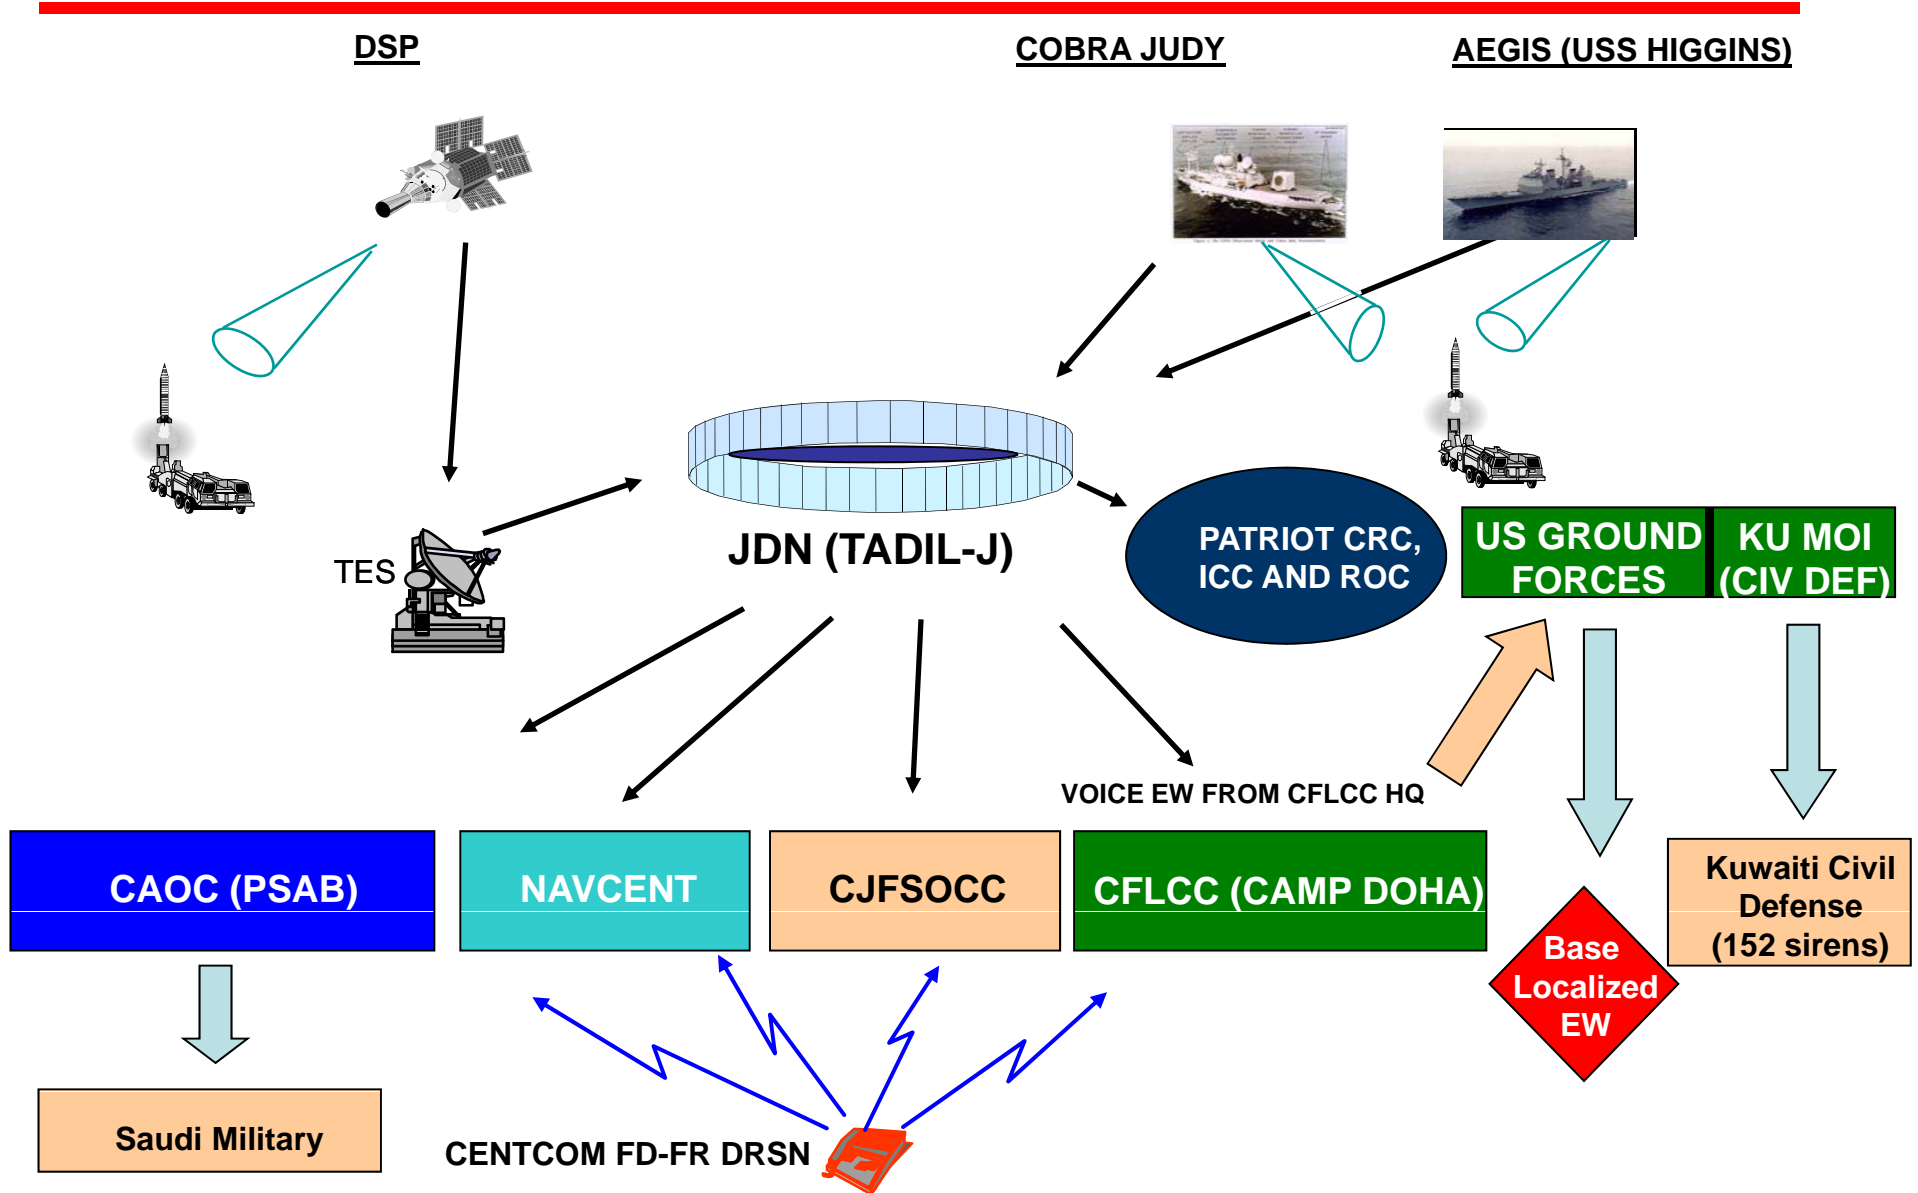 DSP
COBRA JUDY
AEGIS (USS HIGGINS)
TES
JDN (TADIL-J)
PATRIOT CRC,
ICC AND ROC
US GROUND
FORCES
KU MOI
(CIV DEF)
VOICE EW FROM CFLCC HQ
CAOC (PSAB)
NAVCENT
CJFSOCC
CFLCC (CAMP DOHA)
Kuwaiti Civil
Defense
(152 sirens)
Base
Localized
EW
Saudi Military
CENTCOM FD-FR DRSN